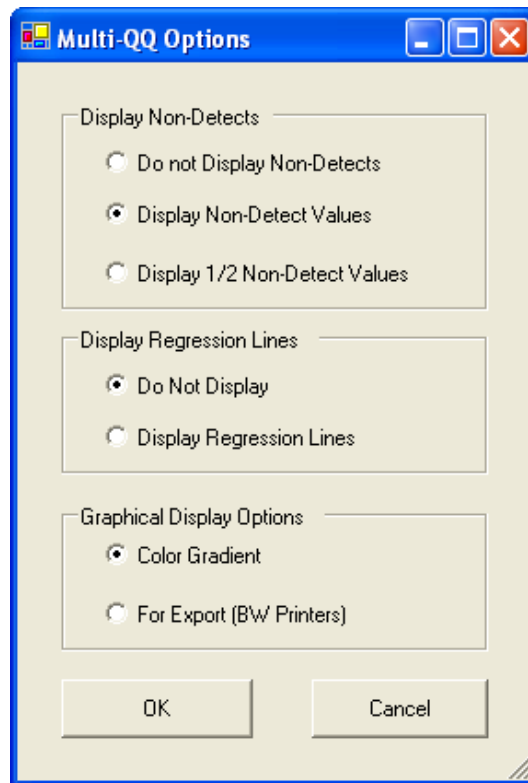 Multi-QQ Options
Display Non-Detects
Do not Display Non-Detects
Display Non-Detect Values
Display 1/2 Non-Detect Values
Display Regression Lines
Do Not Display
Display Regression Lines
Graphical Display Options
Color Gradient
For Export (BW Printers)
OK
Cancel